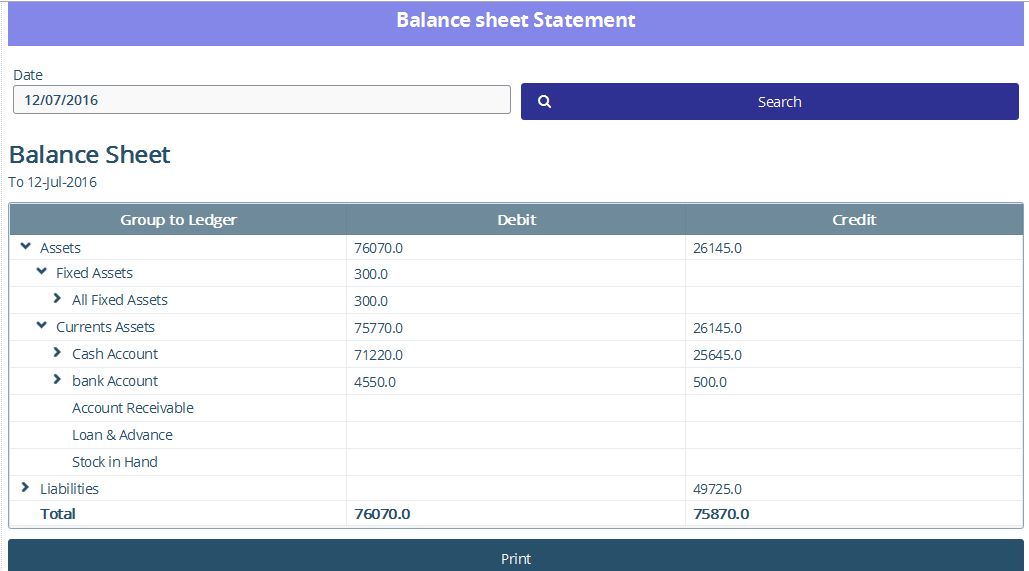 Balance sheet Statement
Date
12/07/2016
Search
Balance Sheet
To 12-Jul-2016
Group to Ledger Debit Credit
Assets 76070.0 26145.0
Fixed Assets 300.0
All Fixed Assets 300.0
Currents Assets 75770.0 26145.0
Cash Account 71220.0 25645.0
bank Account 4550.0 500.0
Account Receivable
Loan & Advance
Stock in Hand
Liabilities 49725.0
Total 76070.0 75870.0
Print